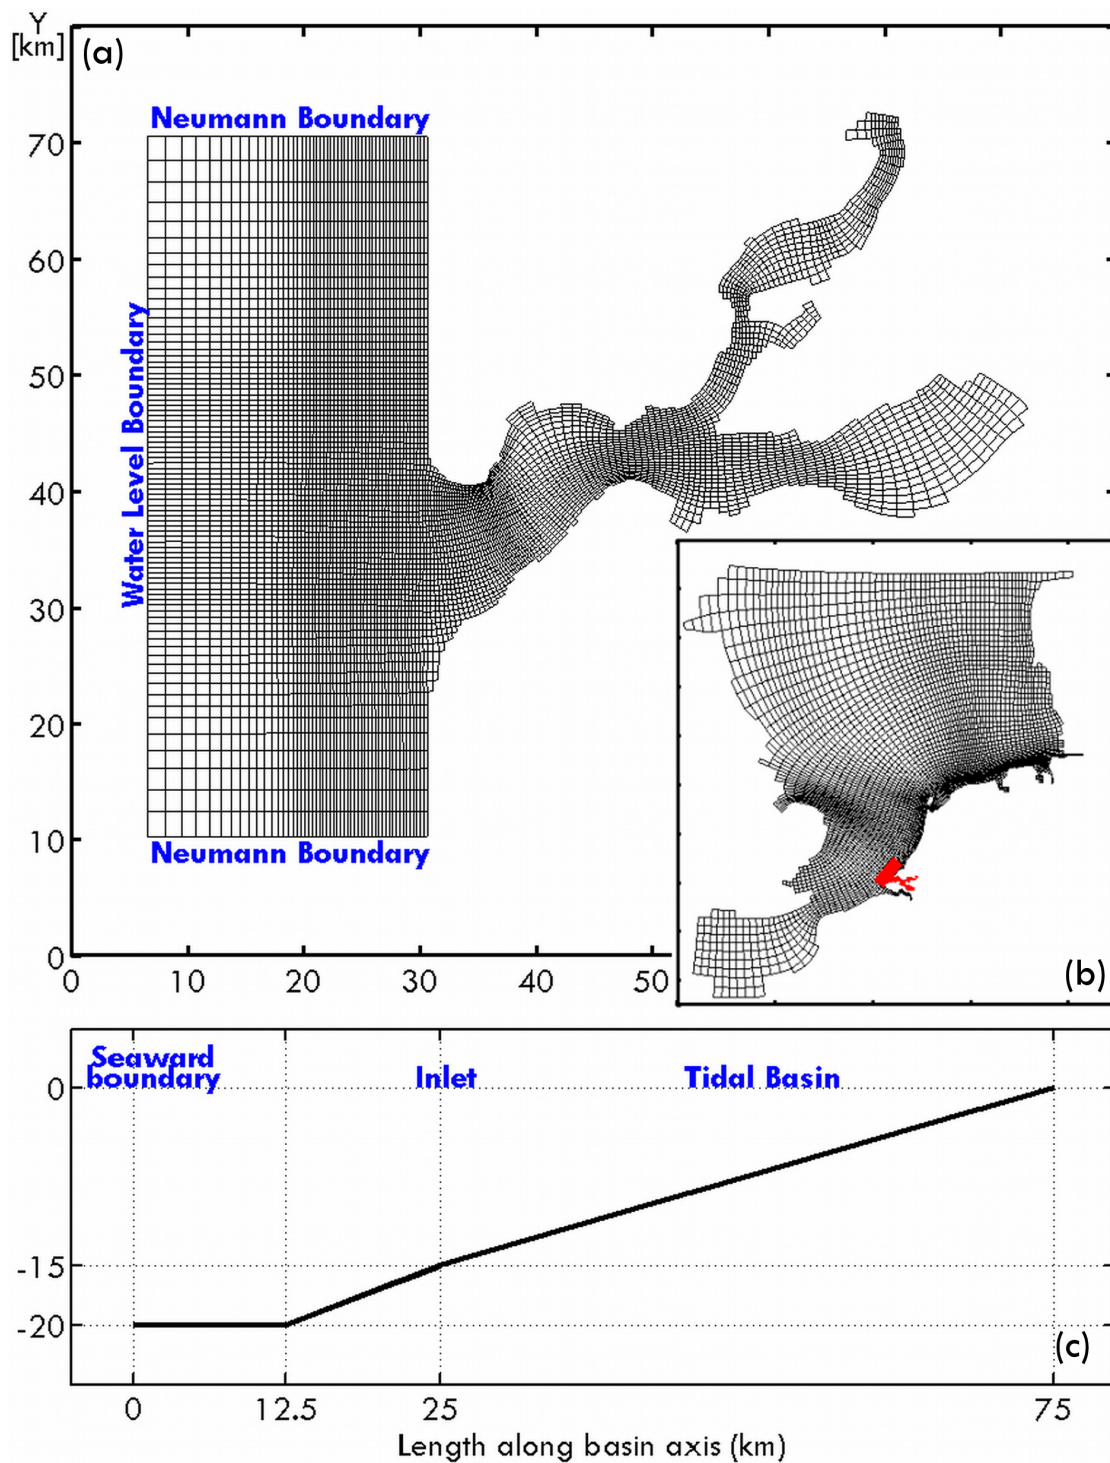 Y
[km]
(a)
Neumann Boundary
70
60
50
40
30
20
10
0
Water Level Boundary
Neumann Boundary
0 10 20 30 40 50
(b)
Seaward
boundary
Inlet
Tidal Basin
0
-15
-20
(c)
0 12.5 25 75
Length along basin axis (km)